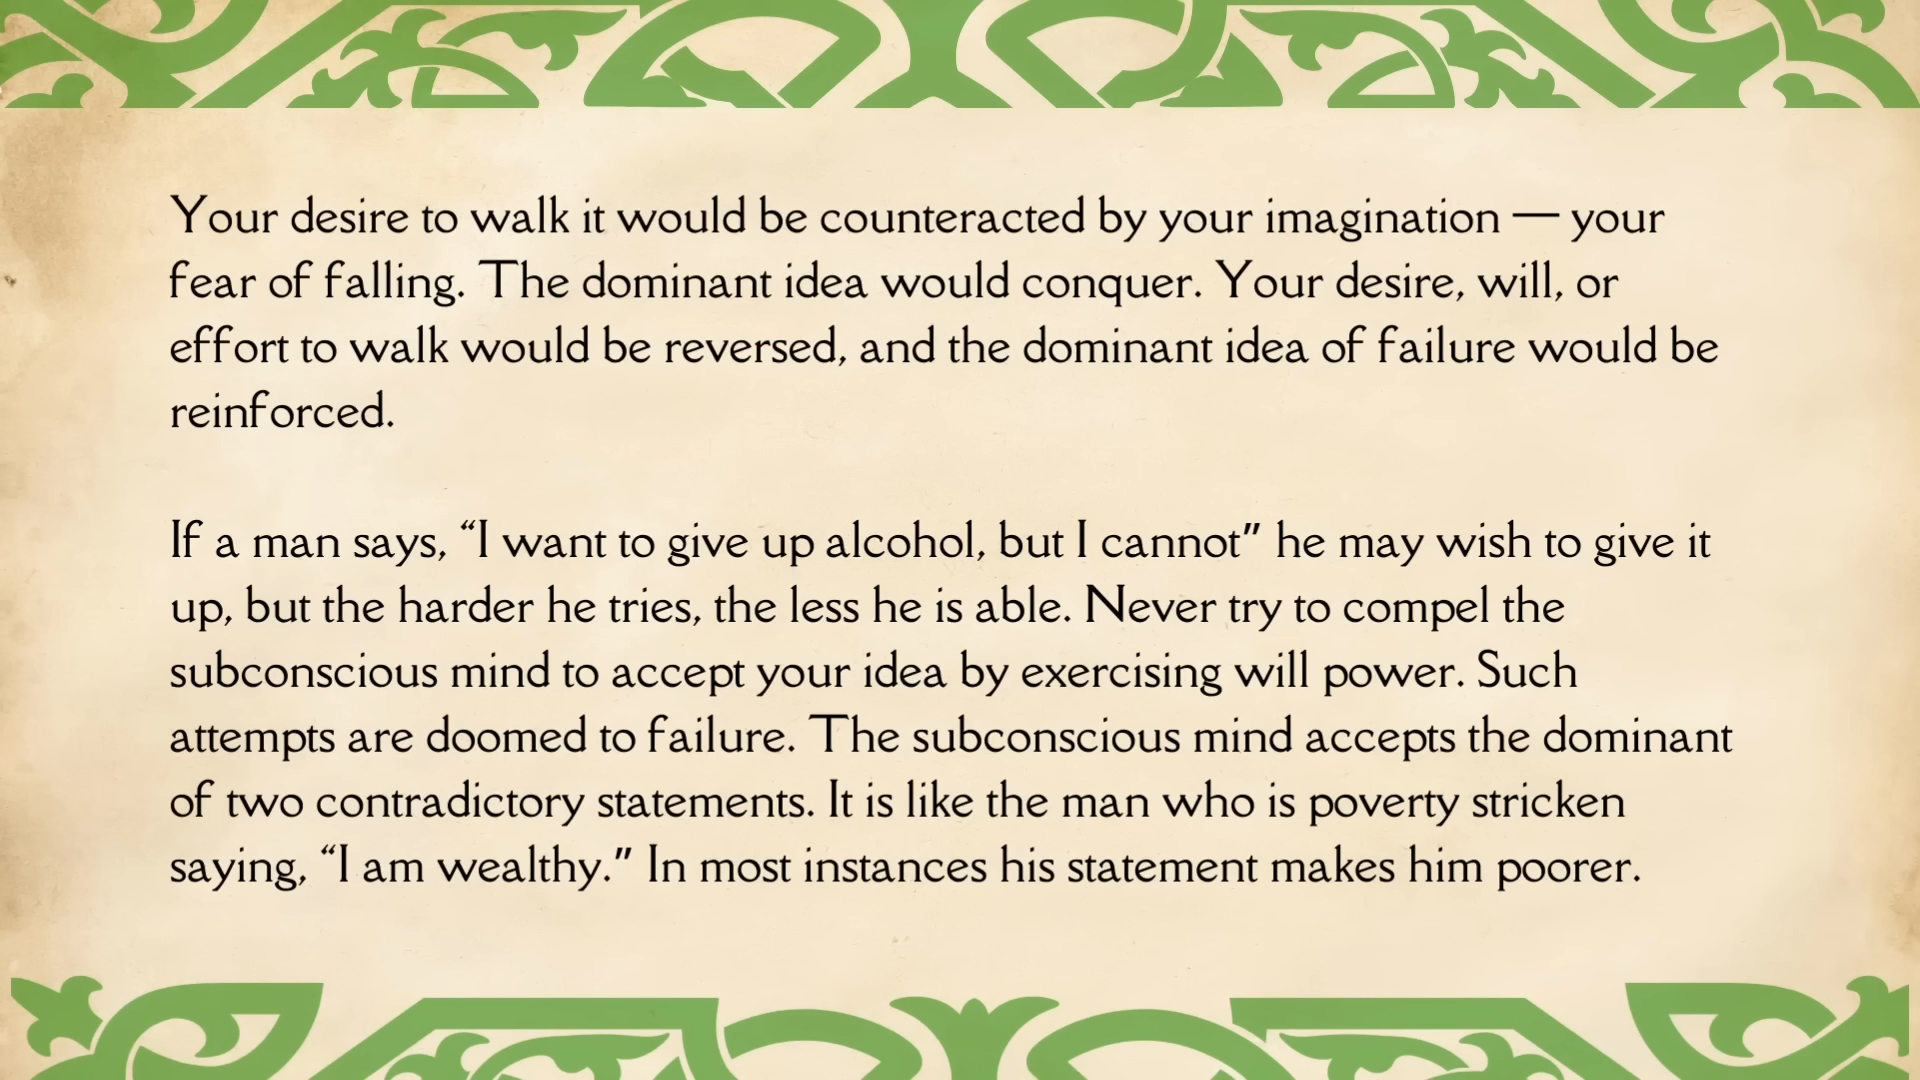 Your desire to walk it would be counteracted by your imagination — your
fear of falling. The dominant idea would conquer. Your desire, will, or
effort to walk would be reversed, and the dominant idea of failure would be
reinforced.
If a man says, “I want to give up alcohol, but I cannot” he may wish to give it
up, but the harder he tries, the less he is able. Never try to compel the
subconscious mind to accept your idea by exercising will power. Such
attempts are doomed to failure. The subconscious mind accepts the dominant
of two contradictory statements. It is like the man who is poverty stricken
saying, “I am wealthy.” In most instances his statement makes him poorer.